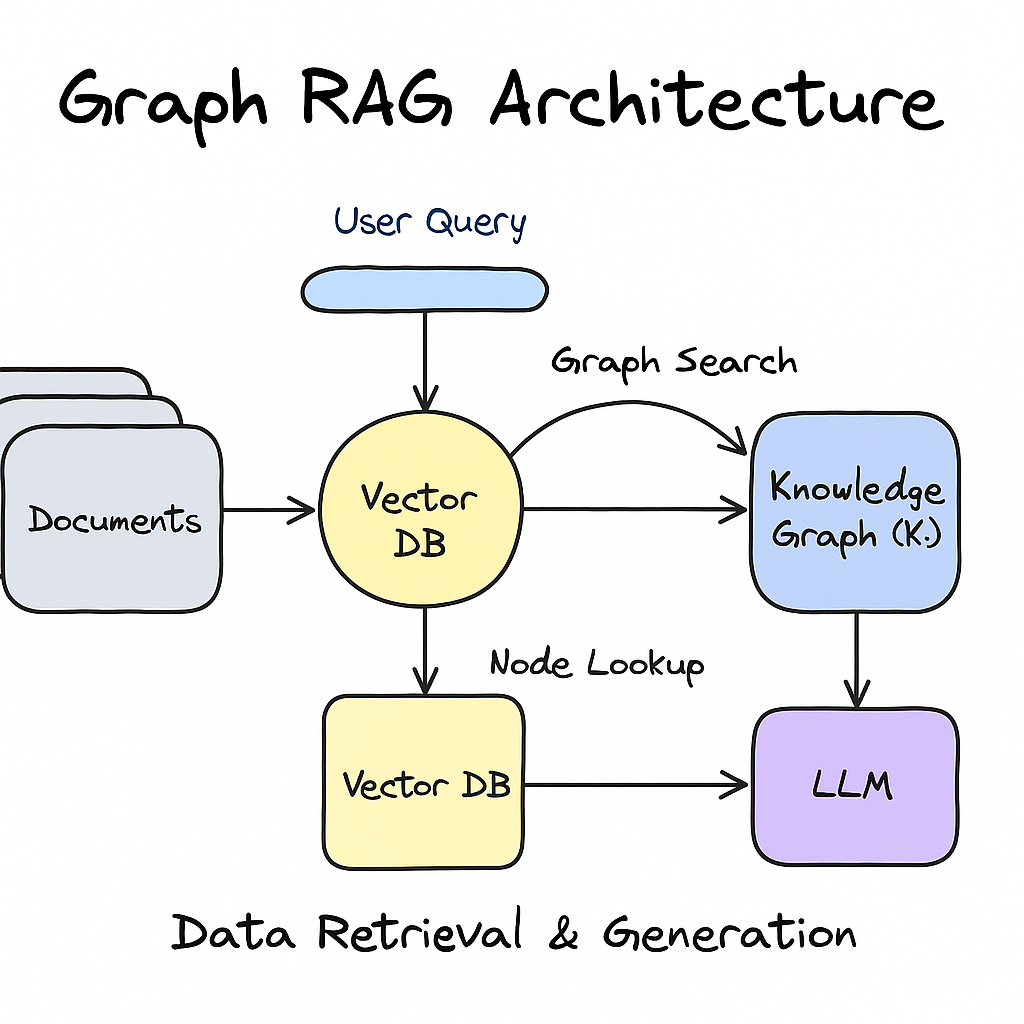 Graph RAG Architecture
User Query
Graph Search
Documents
Vector
DB
Knowledge
Graph (K.)
Node Lookup
Vector DB
LLM
Data Retrieval & Generation